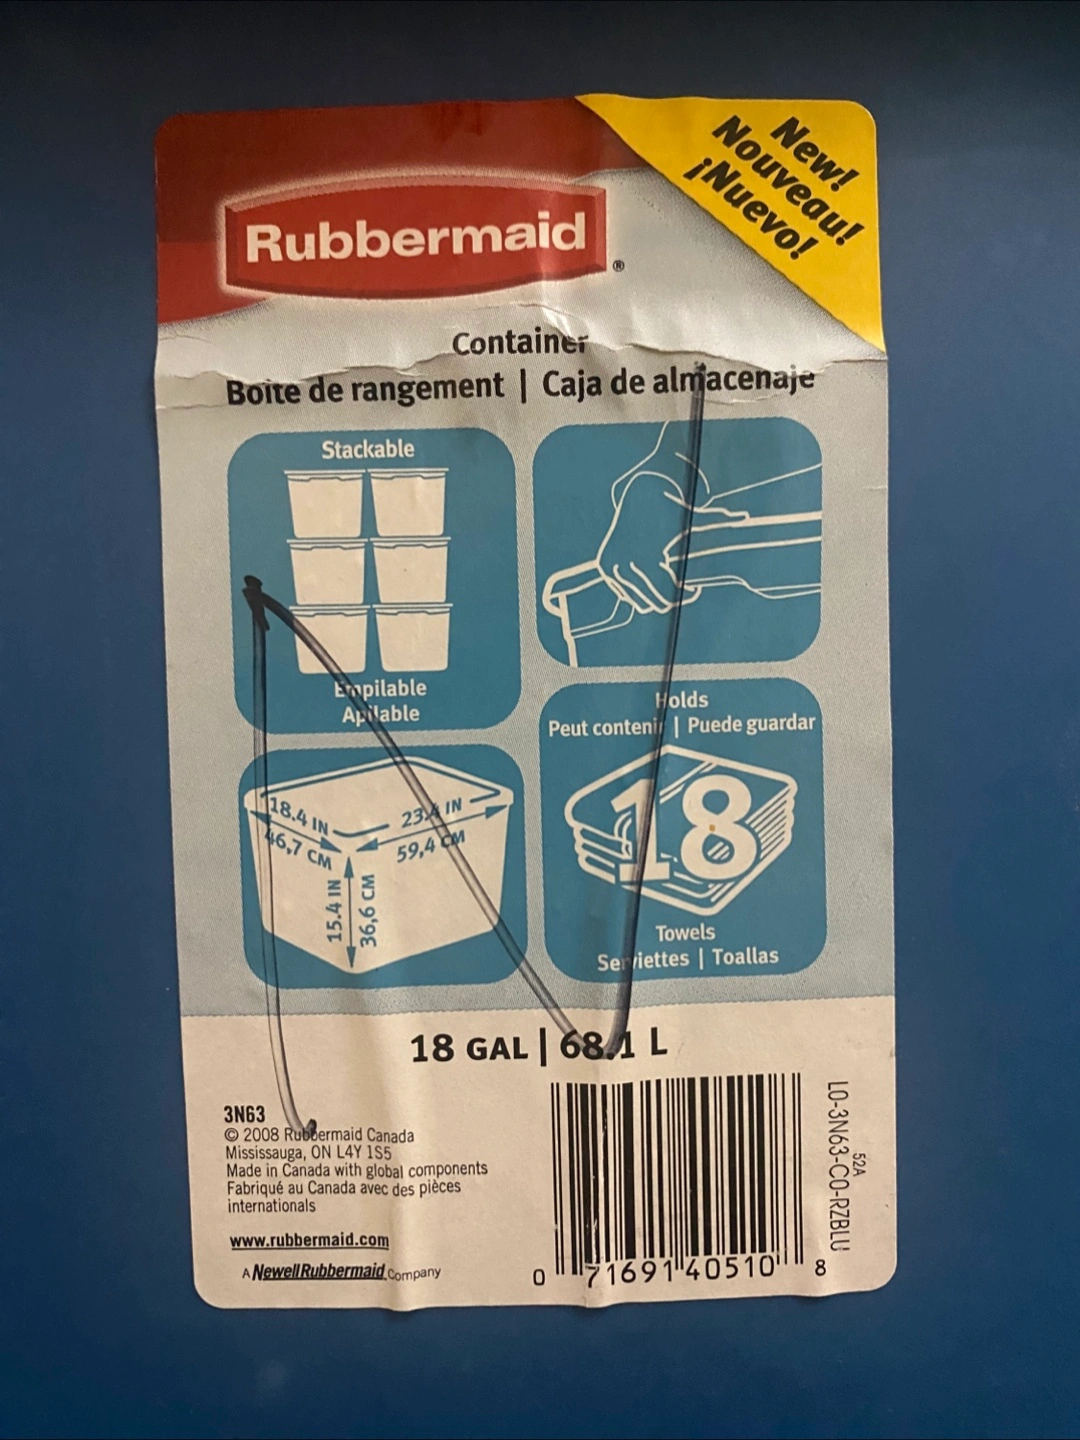 New!
Nouveau!
¡Nuevo!
Rubbermaid®
Container
Boîte de rangement | Caja de almacenaje
Stackable
Empilable
Apilable
Holds
Peut contenir | Puede guardar
18
Towels
Serviettes | Toallas
18.4 IN
46,7 CM
23.4 IN
59,4 CM
15.4 IN
36,6 CM
18 GAL | 68.1 L
3N63
© 2008 Rubbermaid Canada
Mississauga, ON L4Y 1S5
Made in Canada with global components
Fabriqué au Canada avec des pièces
internationals
www.rubbermaid.com
A NewellRubbermaid Company
0 71691 40510 8
52A
L0-3N63-C0-RZBLU
N